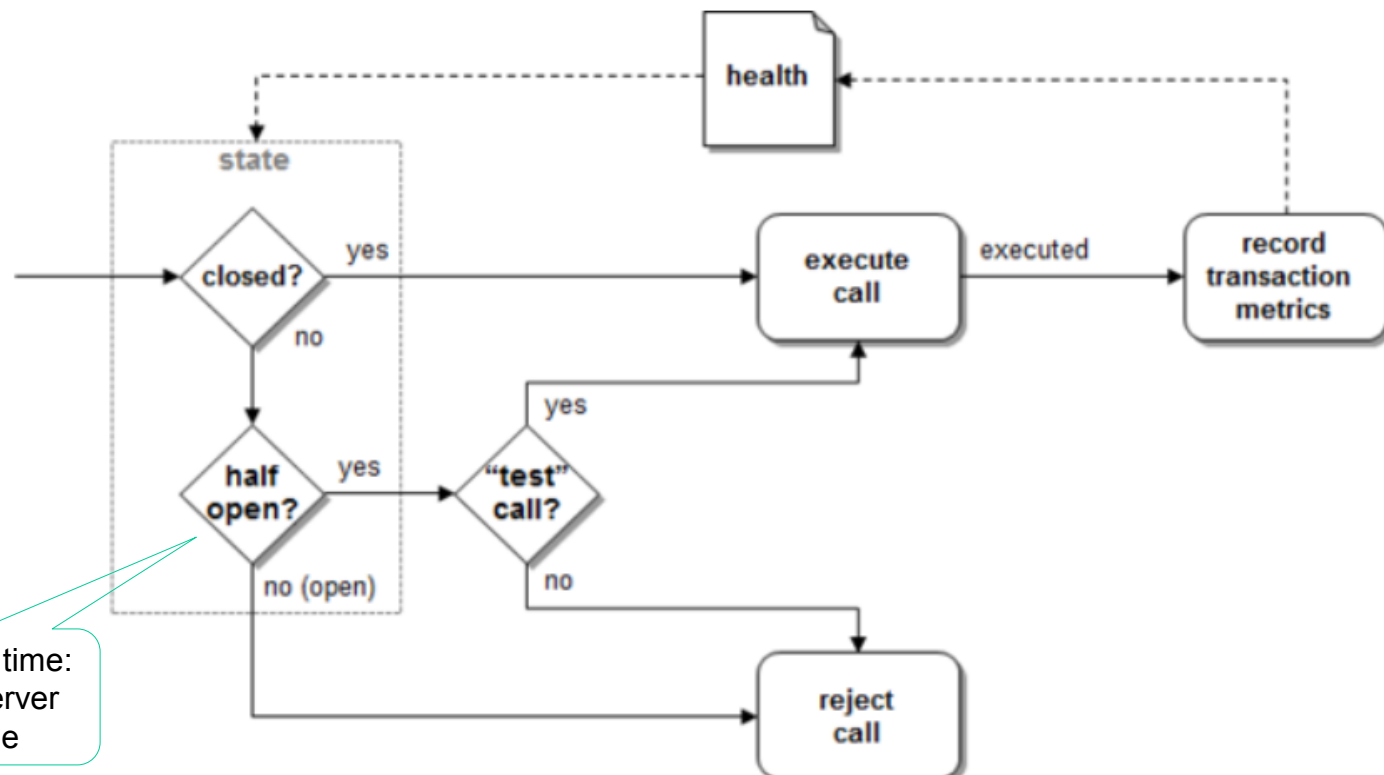 health
state
closed?
yes
no
execute
call
executed
record
transaction
metrics
half
open?
yes
"test"
call?
yes
no
no (open)
time:
erver
e
reject
call